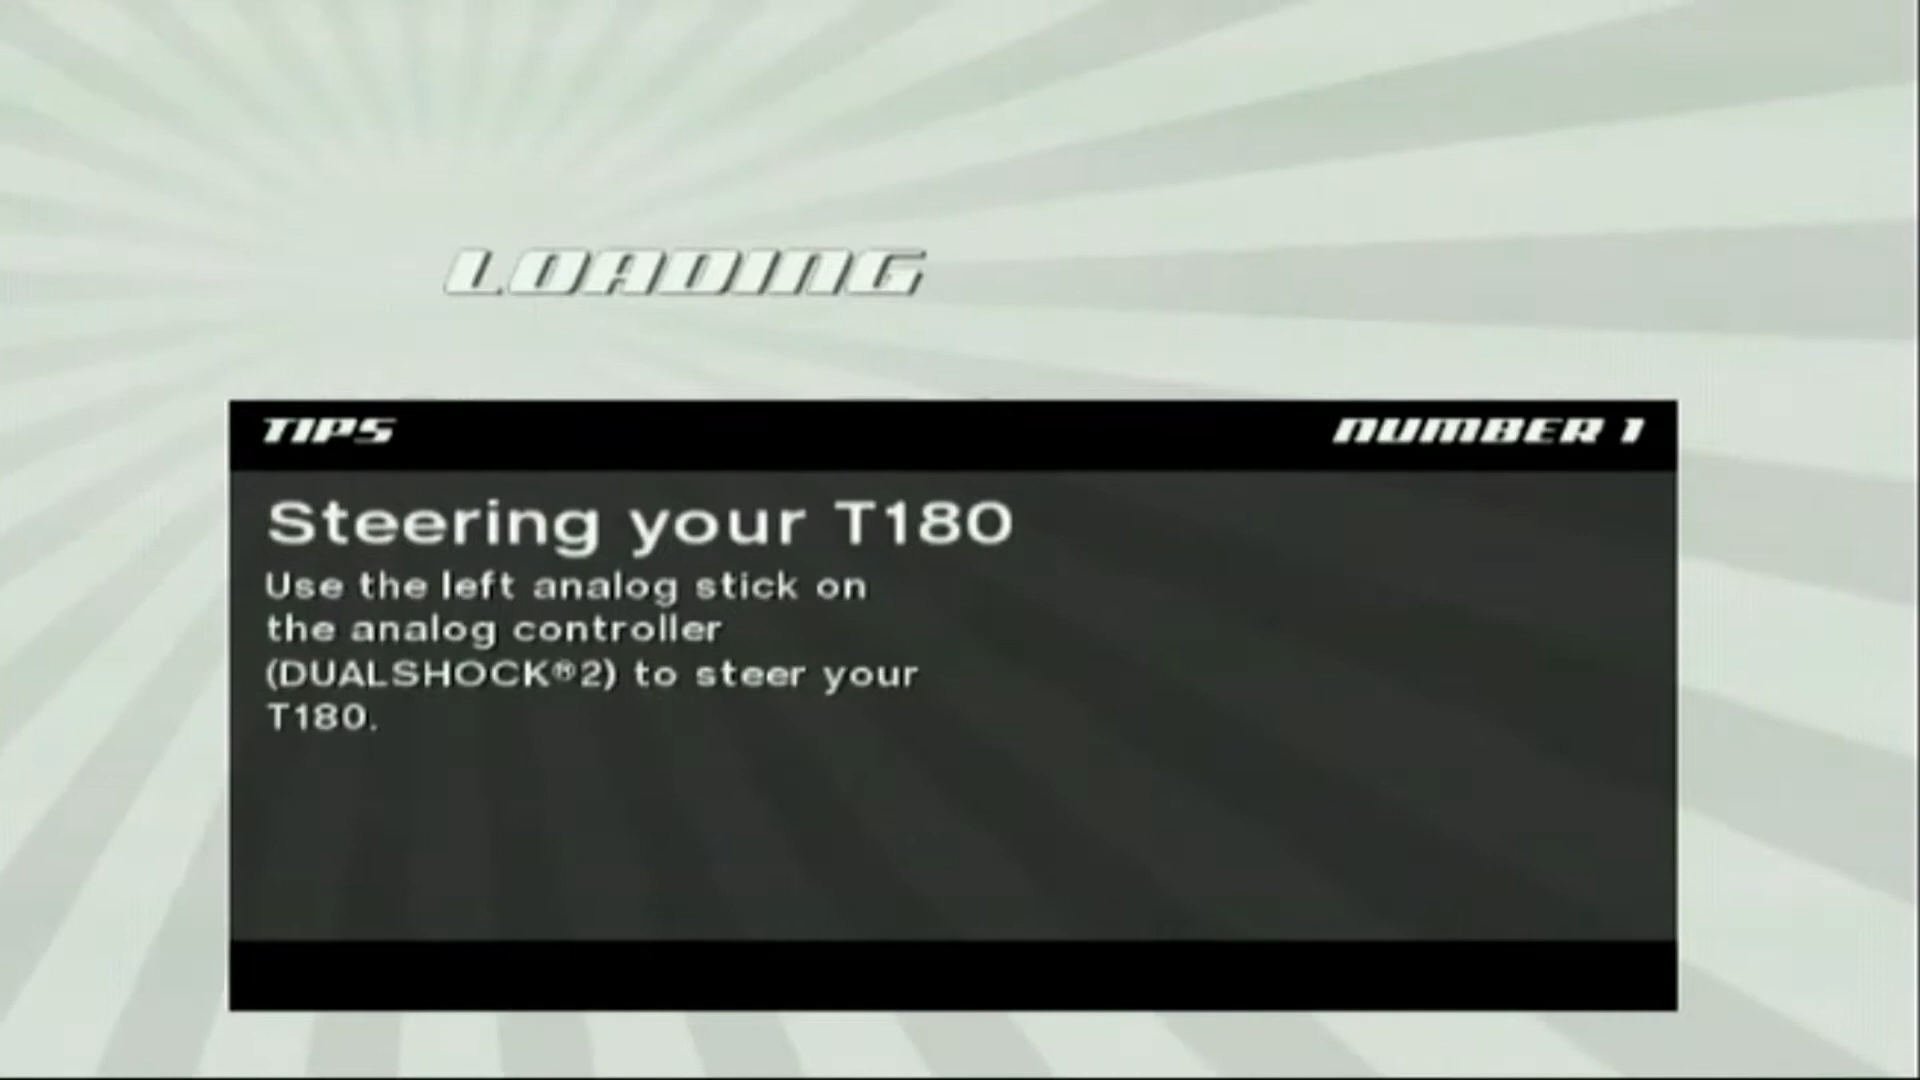 LOADING
TIPS
NUMBER 1
Steering your T180
Use the left analog stick on
the analog controller
(DUALSHOCK®2) to steer your
T180.